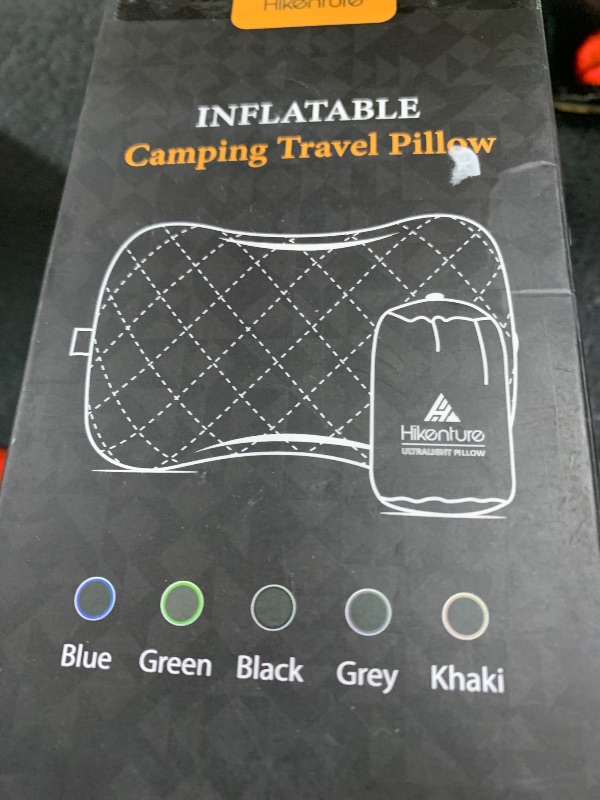 Hikenture
INFLATABLE
Camping Travel Pillow
Hikenture
ULTRALIGHT PILLOW
Blue Green Black Grey Khaki